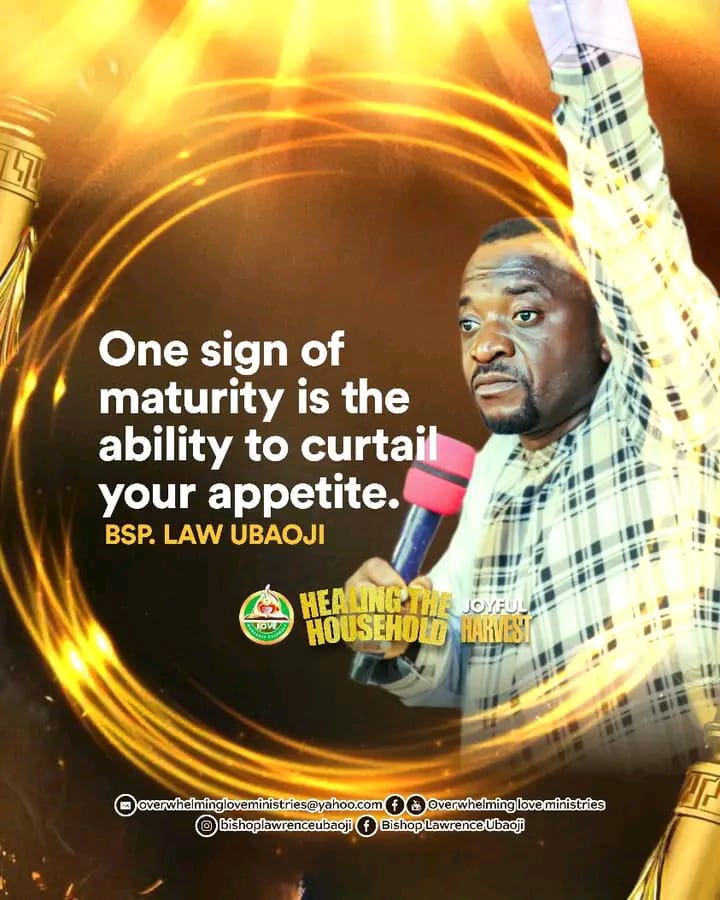 One sign of
maturity is the
ability to curtail
your appetite.
BSP. LAW UBAOJI
LOVE
HEALING THE
HOUSEHOLD
JOYFUL
HARVEST
overwhelmingloveministries@yahoo.com Overwhelming love ministries
bishoplawrenceubaoji Bishop Lawrence Ubaoji